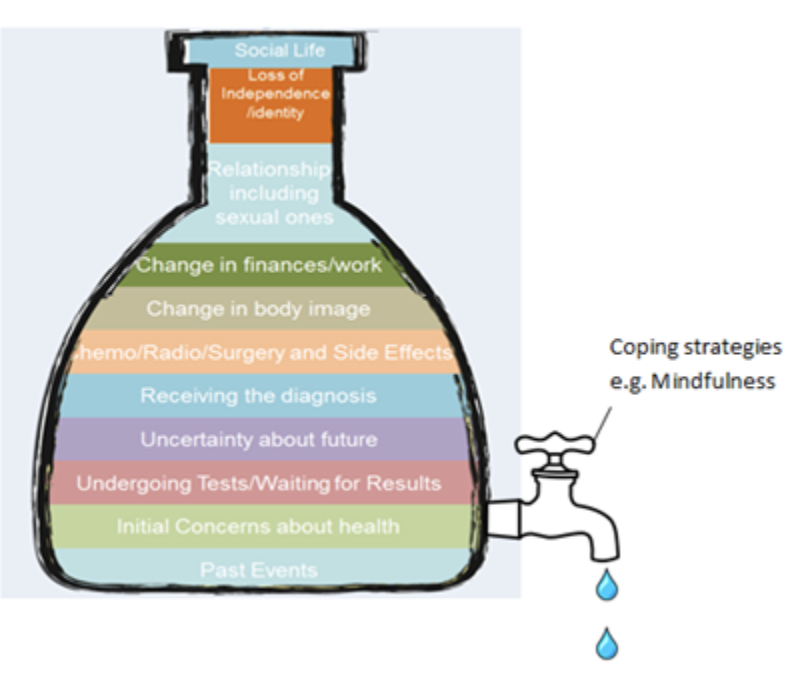 Social Life
Loss of
Independence
/identity
Relationship
including
sexual ones
Change in finances/work
Change in body image
hemo/Radio/Surgery and Side Effects
Receiving the diagnosis
Uncertainty about future
Undergoing Tests/Waiting for Results
Initial Concerns about health
Past Events
Coping strategies
e.g. Mindfulness